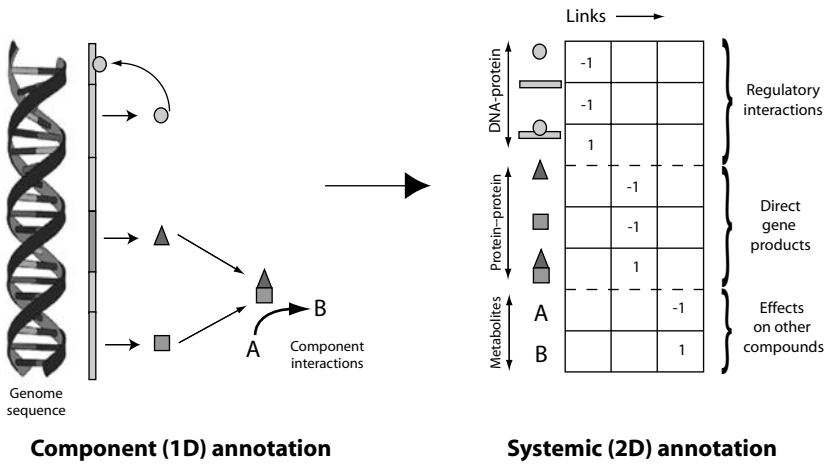 Links
DNA-protein
Protein–protein
Metabolites
-1
-1
1
-1
-1
1
A
-1
B
1
Regulatory
interactions
Direct
gene
products
Effects
on other
compounds
B
A
Component
interactions
Genome
sequence
Component (1D) annotation
Systemic (2D) annotation